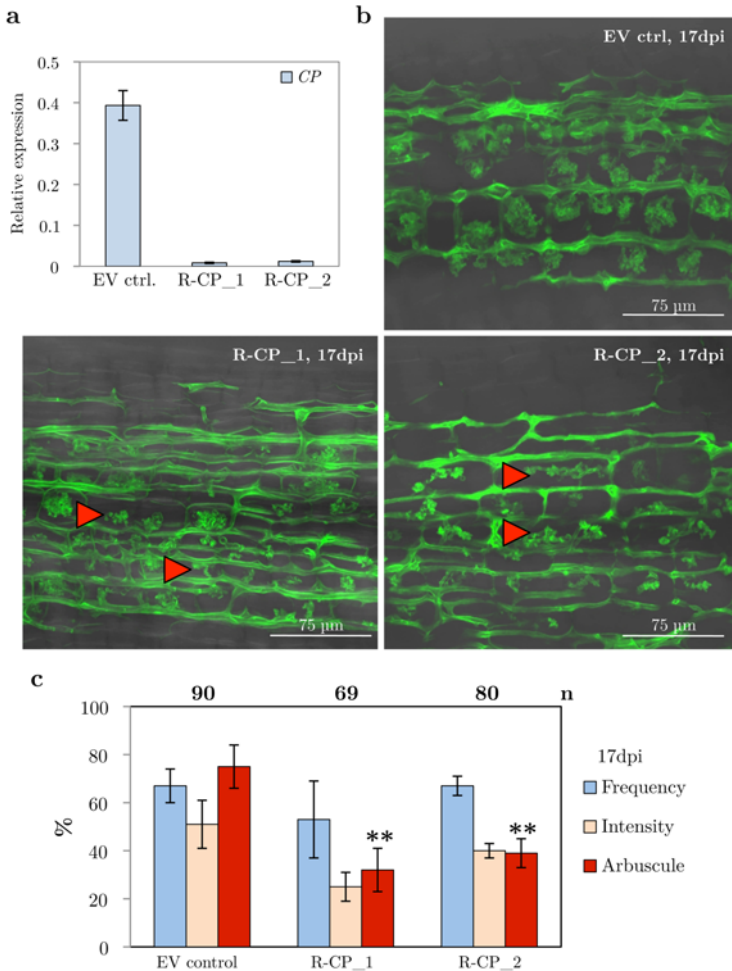 a
0.5
0.4
0.3
0.2
0.1
0
Relative expression
CP
EV ctrl.
R-CP_1
R-CP_2
b
EV ctrl, 17dpi
75 µm
R-CP_1, 17dpi
75 µm
R-CP_2, 17dpi
75 µm
c
90 69 80 n
100
80
60
40
20
0
%
**
**
EV control
R-CP_1
R-CP_2
17dpi
Frequency
Intensity
Arbuscule